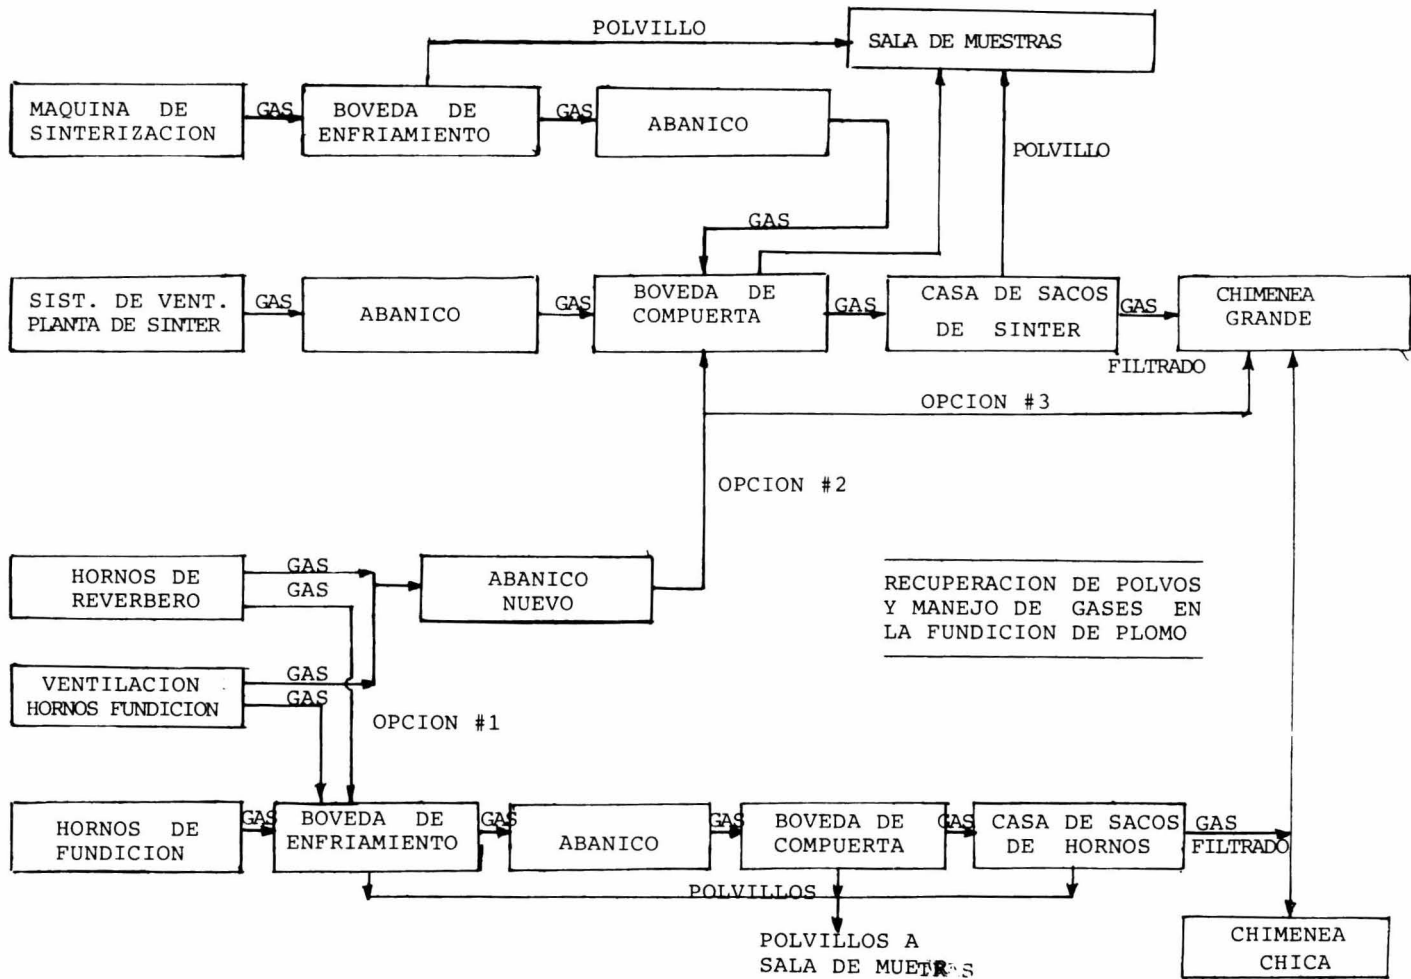 POLVILLO
SALA DE MUESTRAS
MAQUINA DE
SINTERIZACION
GAS
BOVEDA DE
ENFRIAMIENTO
GAS
ABANICO
POLVILLO
GAS
SIST. DE VENT.
PLANTA DE SINTER
GAS
ABANICO
GAS
BOVEDA DE
COMPUERTA
GAS
CASA DE SACOS
DE SINTER
GAS
FILTRADO
CHIMENEA
GRANDE
OPCION #3
OPCION #2
HORNOS DE
REVERBERO
GAS
GAS
ABANICO
NUEVO
RECUPERACION DE POLVOS
Y MANEJO DE GASES EN
LA FUNDICION DE PLOMO
VENTILACION
HORNOS FUNDICION
GAS
GAS
OPCION #1
HORNOS DE
FUNDICION
GAS
BOVEDA DE
ENFRIAMIENTO
GAS
ABANICO
GAS
BOVEDA DE
COMPUERTA
GAS
CASA DE SACOS
DE HORNOS
GAS
FILTRADO
POLVILLOS
POLVILLOS A
SALA DE MUETRAS
CHIMENEA
CHICA